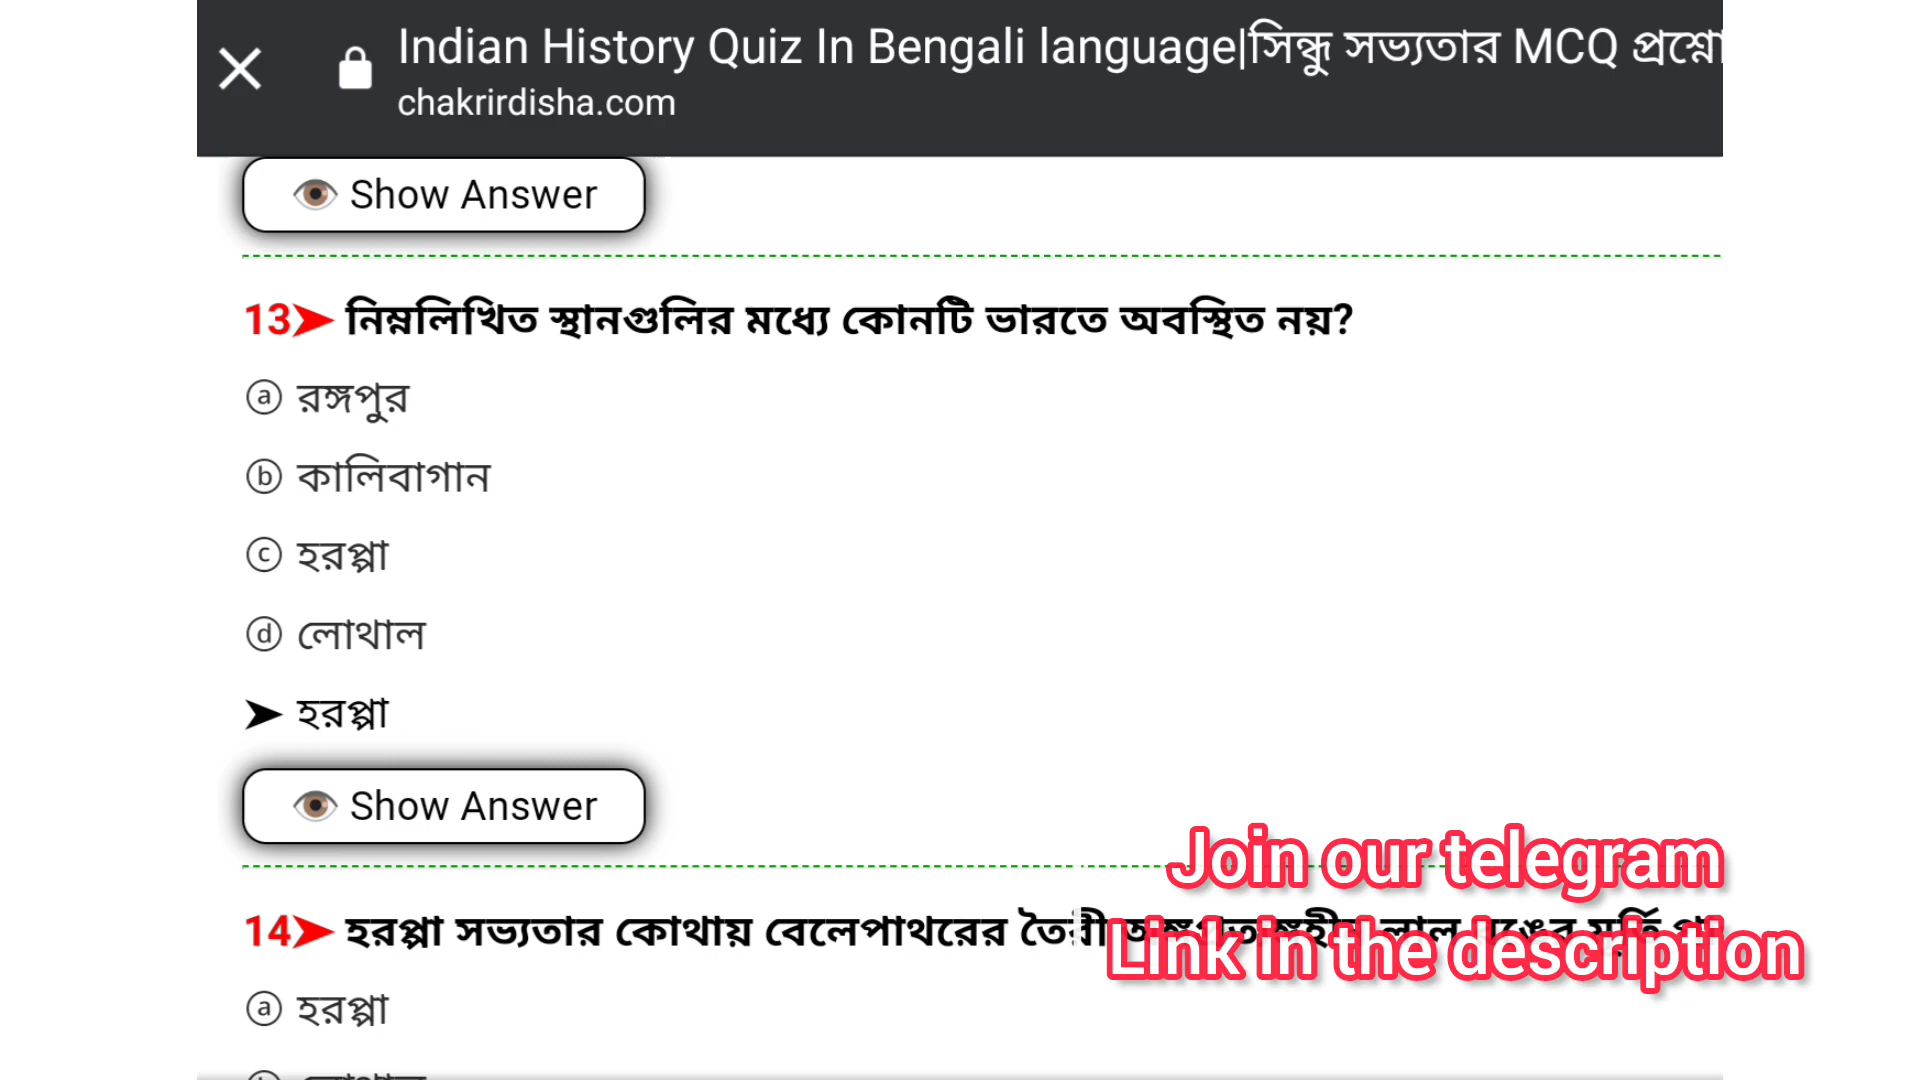 Indian History Quiz In Bengali language|সিন্ধু সভ্যতার MCQ
chakrirdisha.com
Show Answer
13➤ নিম্নলিখিত স্থানগুলির মধ্যে কোনটি ভারতে অবস্থিত নয়?
ⓐ রঙ্গপুর
ⓑ কালিবাগান
ⓒ হরপ্পা
ⓓ লোথাল
➤ হরপ্পা
Show Answer
Join our telegram
14➤ হরপ্পা সভ্যতার কোথায় বেলেপাথরের তৈরী
Link in the description
ⓐ হরপ্পা